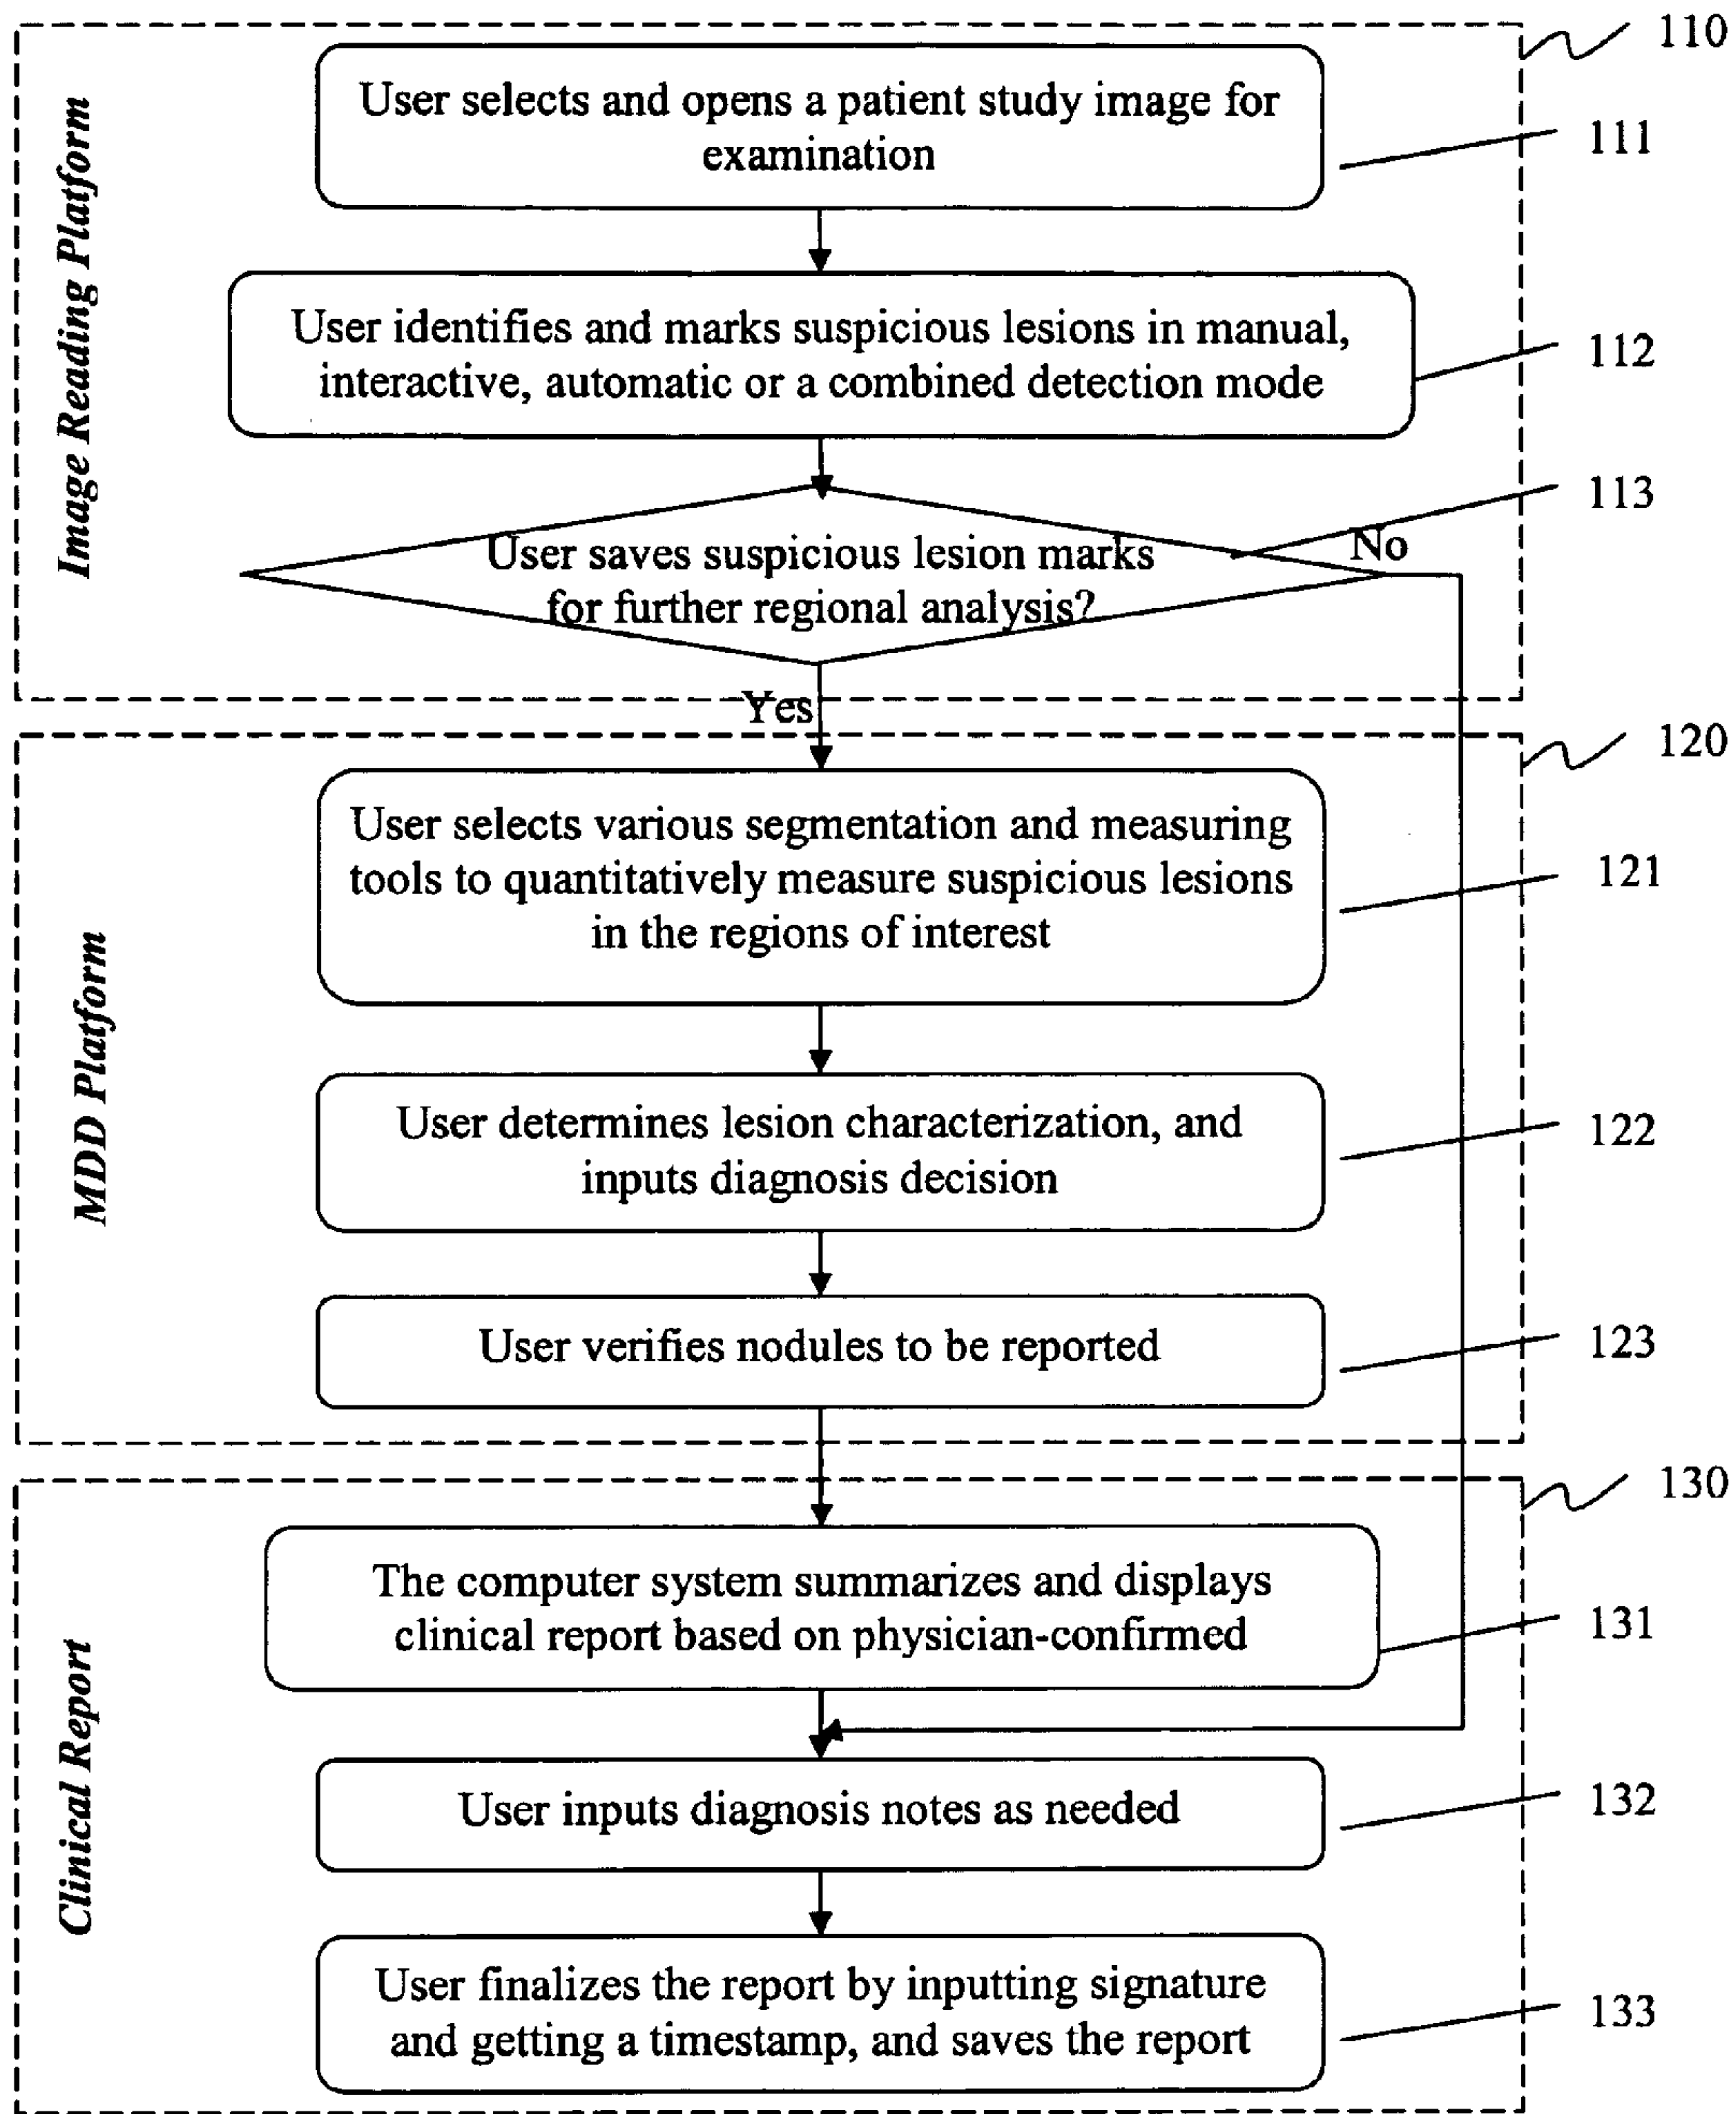 110
Image Reading Platform
User selects and opens a patient study image for
examination
111
User identifies and marks suspicious lesions in manual,
interactive, automatic or a combined detection mode
112
113
User saves suspicious lesion marks
for further regional analysis?
No
Yes
120
MDD Platform
User selects various segmentation and measuring
tools to quantitatively measure suspicious lesions
in the regions of interest
121
User determines lesion characterization, and
inputs diagnosis decision
122
User verifies nodules to be reported
123
130
Clinical Report
The computer system summarizes and displays
clinical report based on physician-confirmed
131
User inputs diagnosis notes as needed
132
User finalizes the report by inputting signature
and getting a timestamp, and saves the report
133